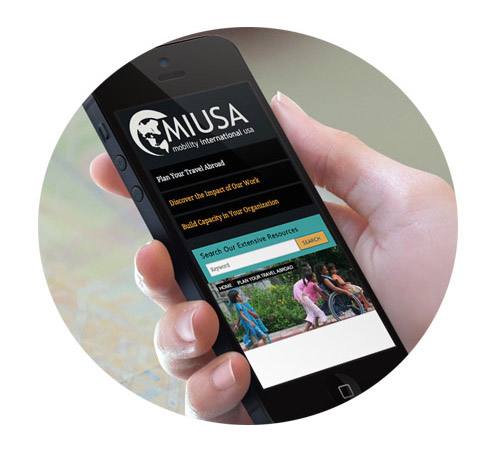 MIUSA
mobility international usa
Plan Your Travel Abroad
Discover the Impact of Our Work
Build Capacity in Your Organization
Search Our Extensive Resources
Keyword
SEARCH
HOME PLAN YOUR TRAVEL ABROAD